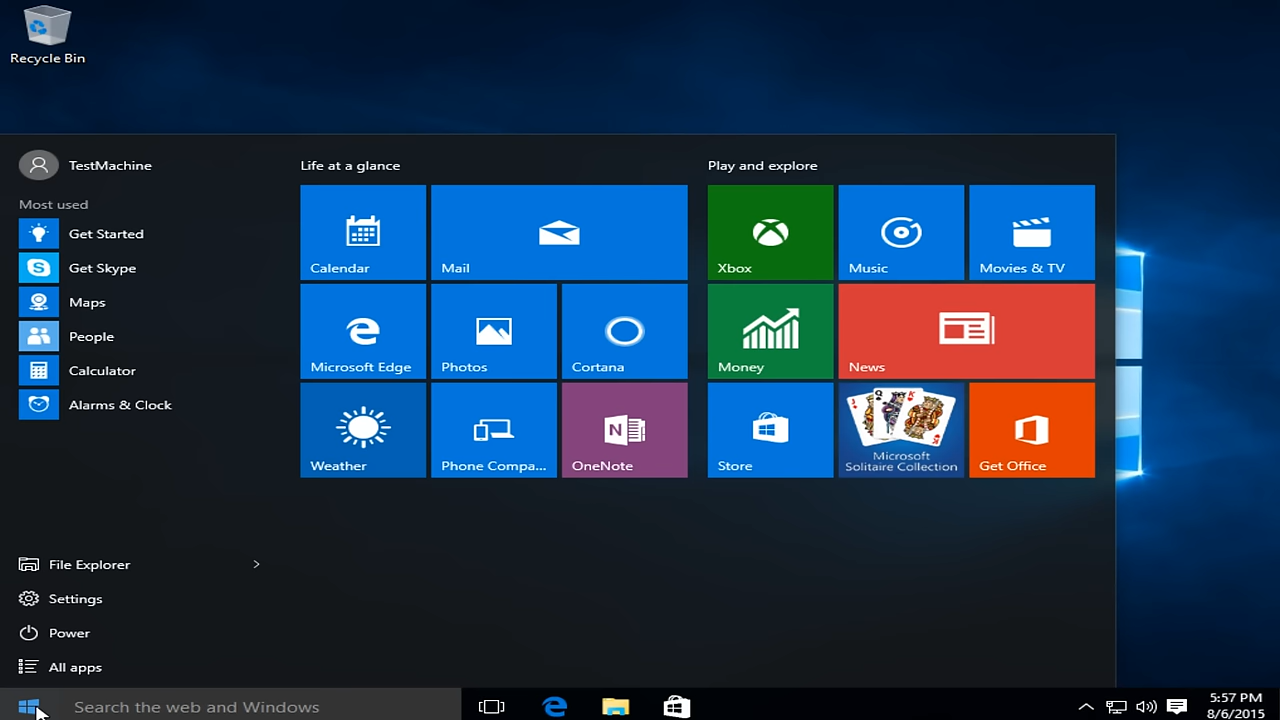 Recycle Bin
TestMachine
Most used
Get Started
Get Skype
Maps
People
Calculator
Alarms & Clock
File Explorer
Settings
Power
All apps
Life at a glance
Calendar
Mail
Microsoft Edge
Photos
Cortana
Weather
Phone Compa...
N
OneNote
Play and explore
Xbox
Music
Movies & TV
Money
News
Store
Microsoft
Solitaire Collection
Get Office
Search the web and Windows
5:57 PM
8/6/2015